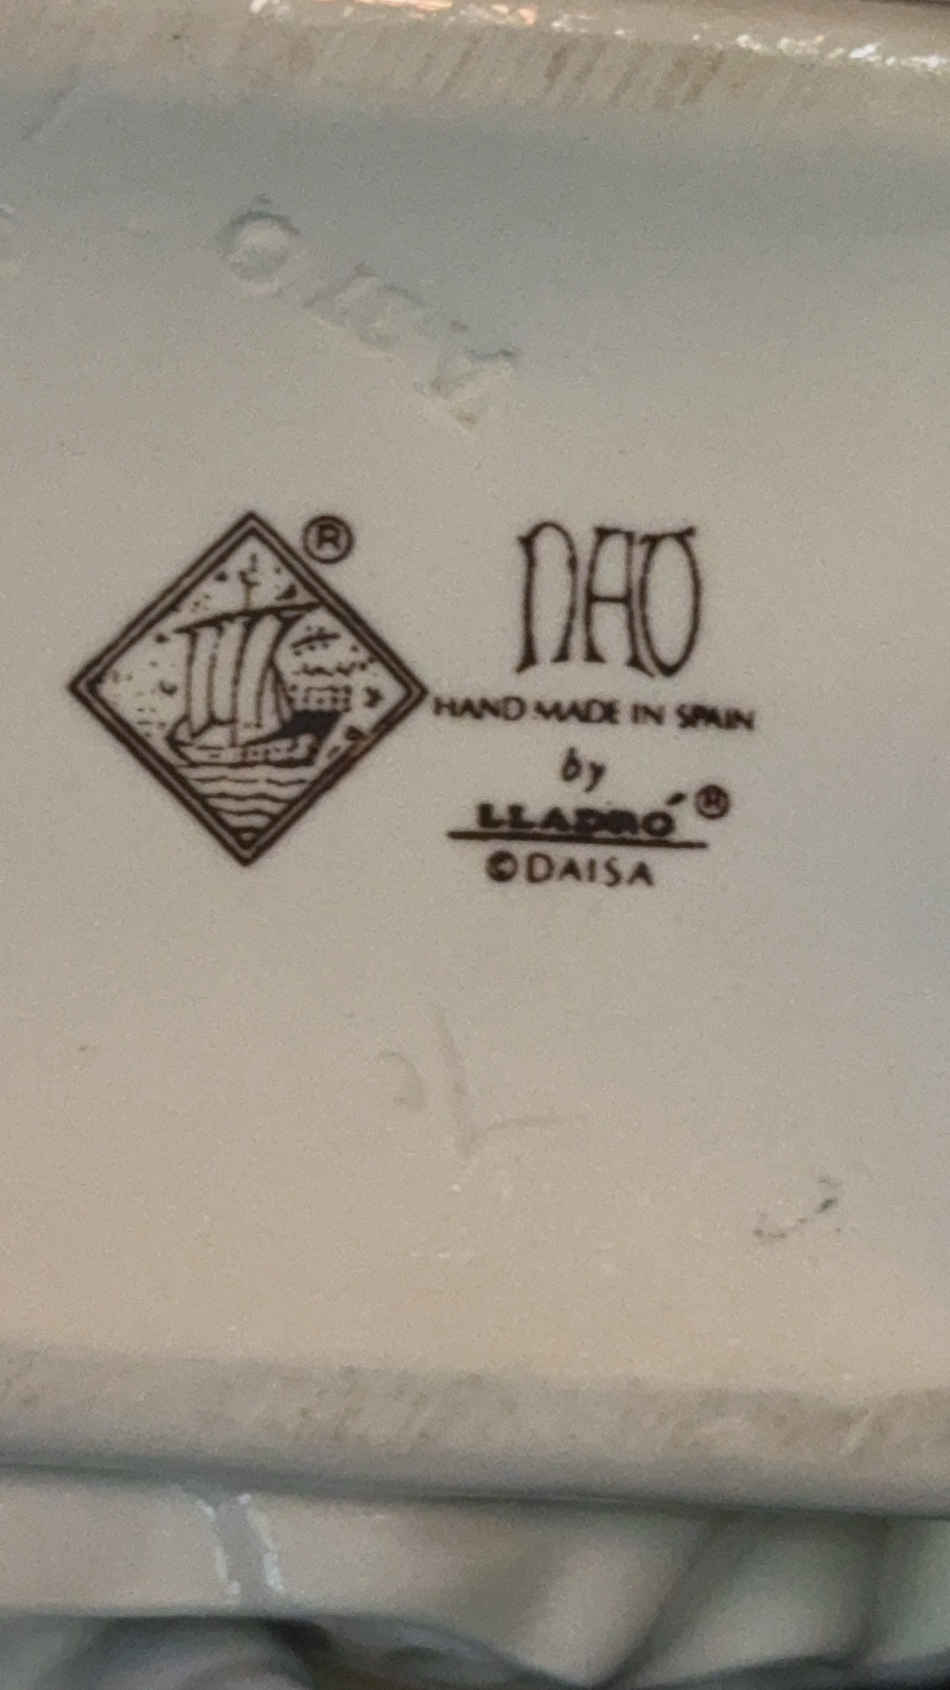 ®
NAO
HAND MADE IN SPAIN
by
LLADRÓ®
©DAISA